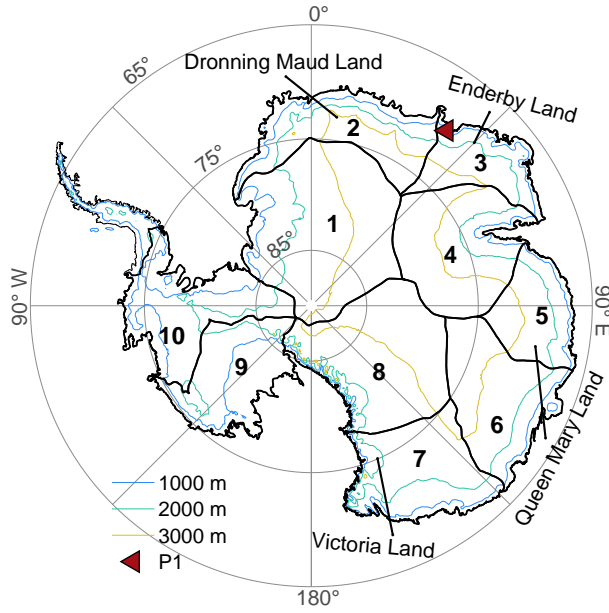 0°
65°
Dronning Maud Land
Enderby Land
2
3
75°
1
85°
4
90° W
90° E
5
10
9
8
6
7
Queen Mary Land
Victoria Land
1000 m
2000 m
3000 m
P1
180°